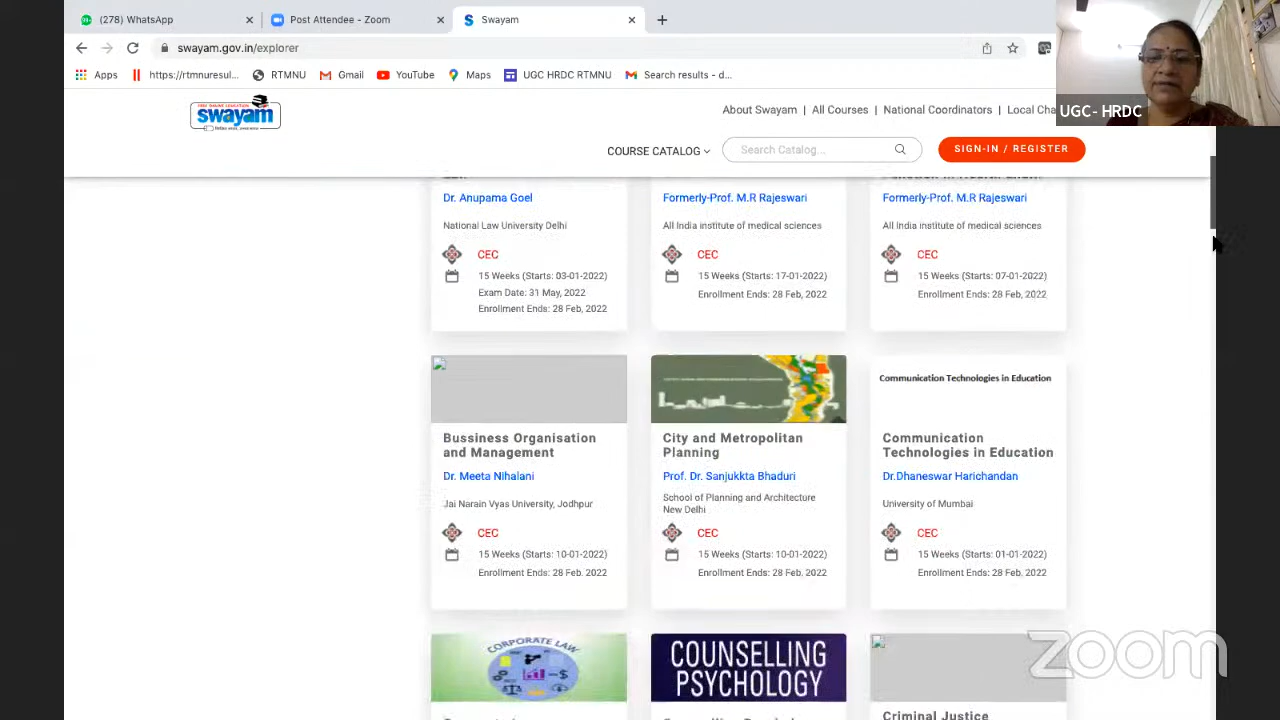 (278) WhatsApp
Post Attendee - Zoom
Swayam
swayam.gov.in/explorer
Apps
https://rtmnuresul...
RTMNU
Gmail
YouTube
Maps
UGC HRDC RTMNU
Search results - d...
UGC- HRDC
swayam
About Swayam | All Courses | National Coordinators | Local Cha
COURSE CATALOG
Search Catalog...
SIGN-IN / REGISTER
Dr. Anupama Goel
National Law University Delhi
CEC
15 Weeks (Starts: 03-01-2022)
Exam Date: 31 May, 2022
Enrollment Ends: 28 Feb, 2022
Formerly-Prof. M.R Rajeswari
All India institute of medical sciences
CEC
15 Weeks (Starts: 17-01-2022)
Enrollment Ends: 28 Feb, 2022
Formerly-Prof. M.R Rajeswari
All India institute of medical sciences
CEC
15 Weeks (Starts: 07-01-2022)
Enrollment Ends: 28 Feb, 2022
Bussiness Organisation
and Management
Dr. Meeta Nihalani
Jai Narain Vyas University, Jodhpur
CEC
15 Weeks (Starts: 10-01-2022)
Enrollment Ends: 28 Feb, 2022
City and Metropolitan
Planning
Prof. Dr. Sanjukkta Bhaduri
School of Planning and Architecture
New Delhi
CEC
15 Weeks (Starts: 10-01-2022)
Enrollment Ends: 28 Feb, 2022
Communication Technologies in Education
Communication
Technologies in Education
Dr.Dhaneswar Harichandan
University of Mumbai
CEC
15 Weeks (Starts: 01-01-2022)
Enrollment Ends: 28 Feb, 2022
CORPORATE LAW
COUNSELLING
PSYCHOLOGY
Criminal Justice
zoom